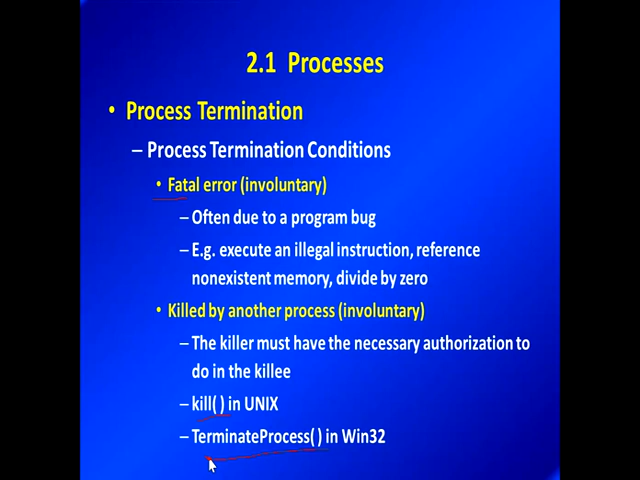 2.1 Processes
• Process Termination
– Process Termination Conditions
• Fatal error (involuntary)
– Often due to a program bug
– E.g. execute an illegal instruction, reference
nonexistent memory, divide by zero
• Killed by another process (involuntary)
– The killer must have the necessary authorization to
do in the killee
– kill( ) in UNIX
– TerminateProcess( ) in Win32